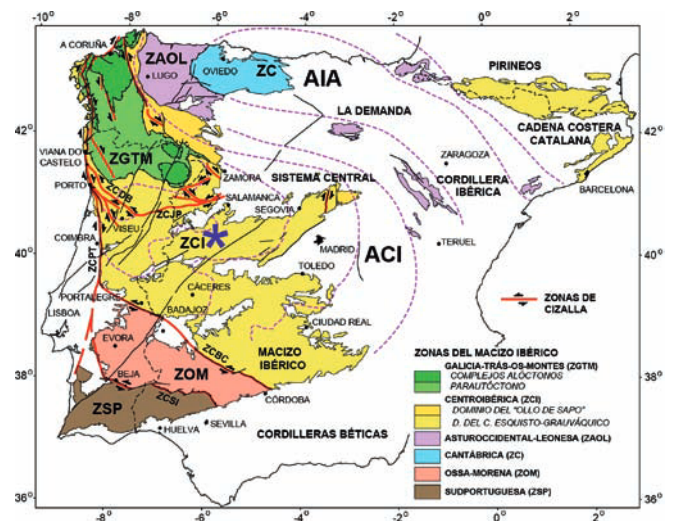 -8° -6° -4° -2° 0° 2°
A CORUÑA
ZAOL
LUGO
OVIEDO
ZC
AIA
PIRINEOS
LA DEMANDA
42°
42°
CADENA COSTERA
CATALANA
VIANA DO
CASTELO
ZGTM
ZARAGOZA
ZAMORA
PORTO
ZCDB
SISTEMA CENTRAL
CORDILLERA
IBÉRICA
BARCELONA
SALAMANCA
ZCJP
SEGOVIA
VISEU
COIMBRA
ZCI
*
MADRID
ACI
TERUEL
40°
40°
ZCPT
TOLEDO
PORTALEGRE
CÁCERES
ZONAS DE
CIZALLA
LISBOA
BADAJOZ
CIUDAD REAL
EVORA
ZCBC
MACIZO
IBÉRICO
BEJA
ZOM
38°
38°
ZCSI
CÓRDOBA
ZSP
SEVILLA
HUELVA
CORDILLERAS BÉTICAS
36°
36°
-8° -6° -4° -2° 0° 2°
ZONAS DEL MACIZO IBÉRICO
GALICIA-TRÁS-OS-MONTES (ZGTM)
COMPLEJOS ALÓCTONOS
PARAUTÓCTONO
CENTROIBÉRICA (ZCI)
DOMINIO DEL "OLLO DE SAPO"
D. DEL C. ESQUISTO-GRAUVÁQUICO
ASTUROCCIDENTAL-LEONESA (ZAOL)
CANTÁBRICA (ZC)
OSSA-MORENA (ZOM)
SUDPORTUGUESA (ZSP)